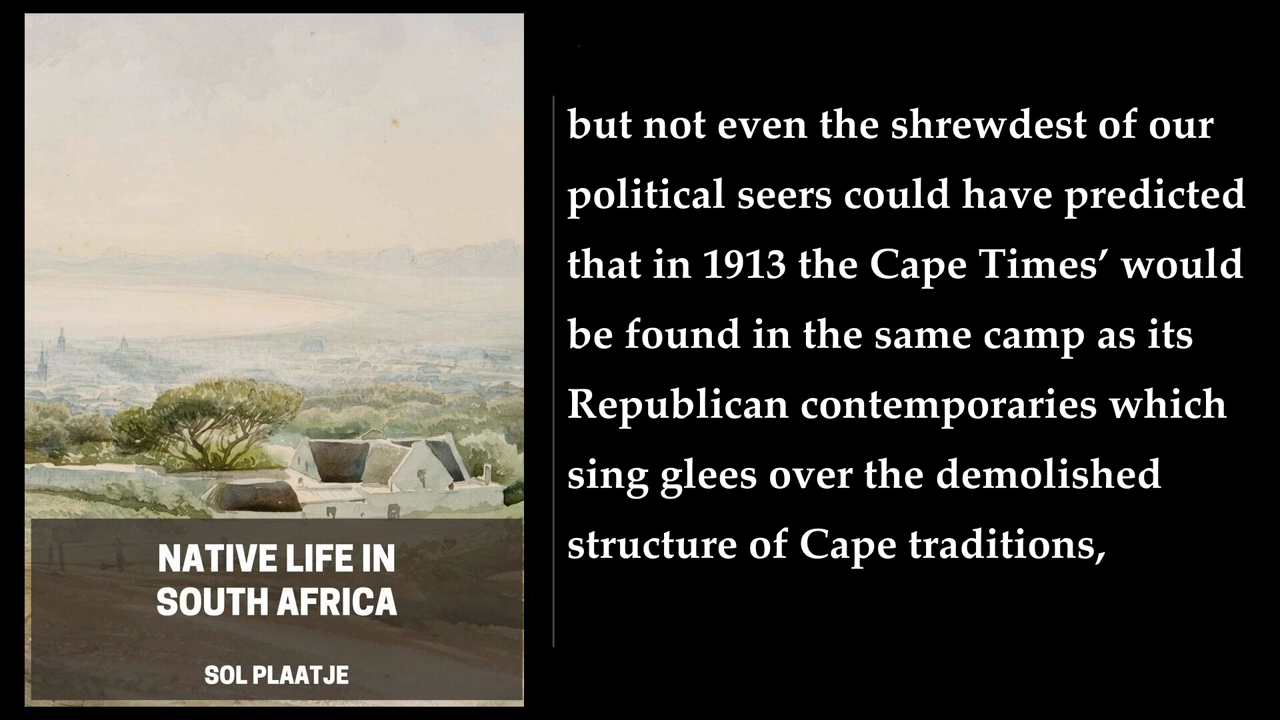 NATIVE LIFE IN
SOUTH AFRICA
SOL PLAATJE
but not even the shrewdest of our
political seers could have predicted
that in 1913 the Cape Times’ would
be found in the same camp as its
Republican contemporaries which
sing glees over the demolished
structure of Cape traditions,